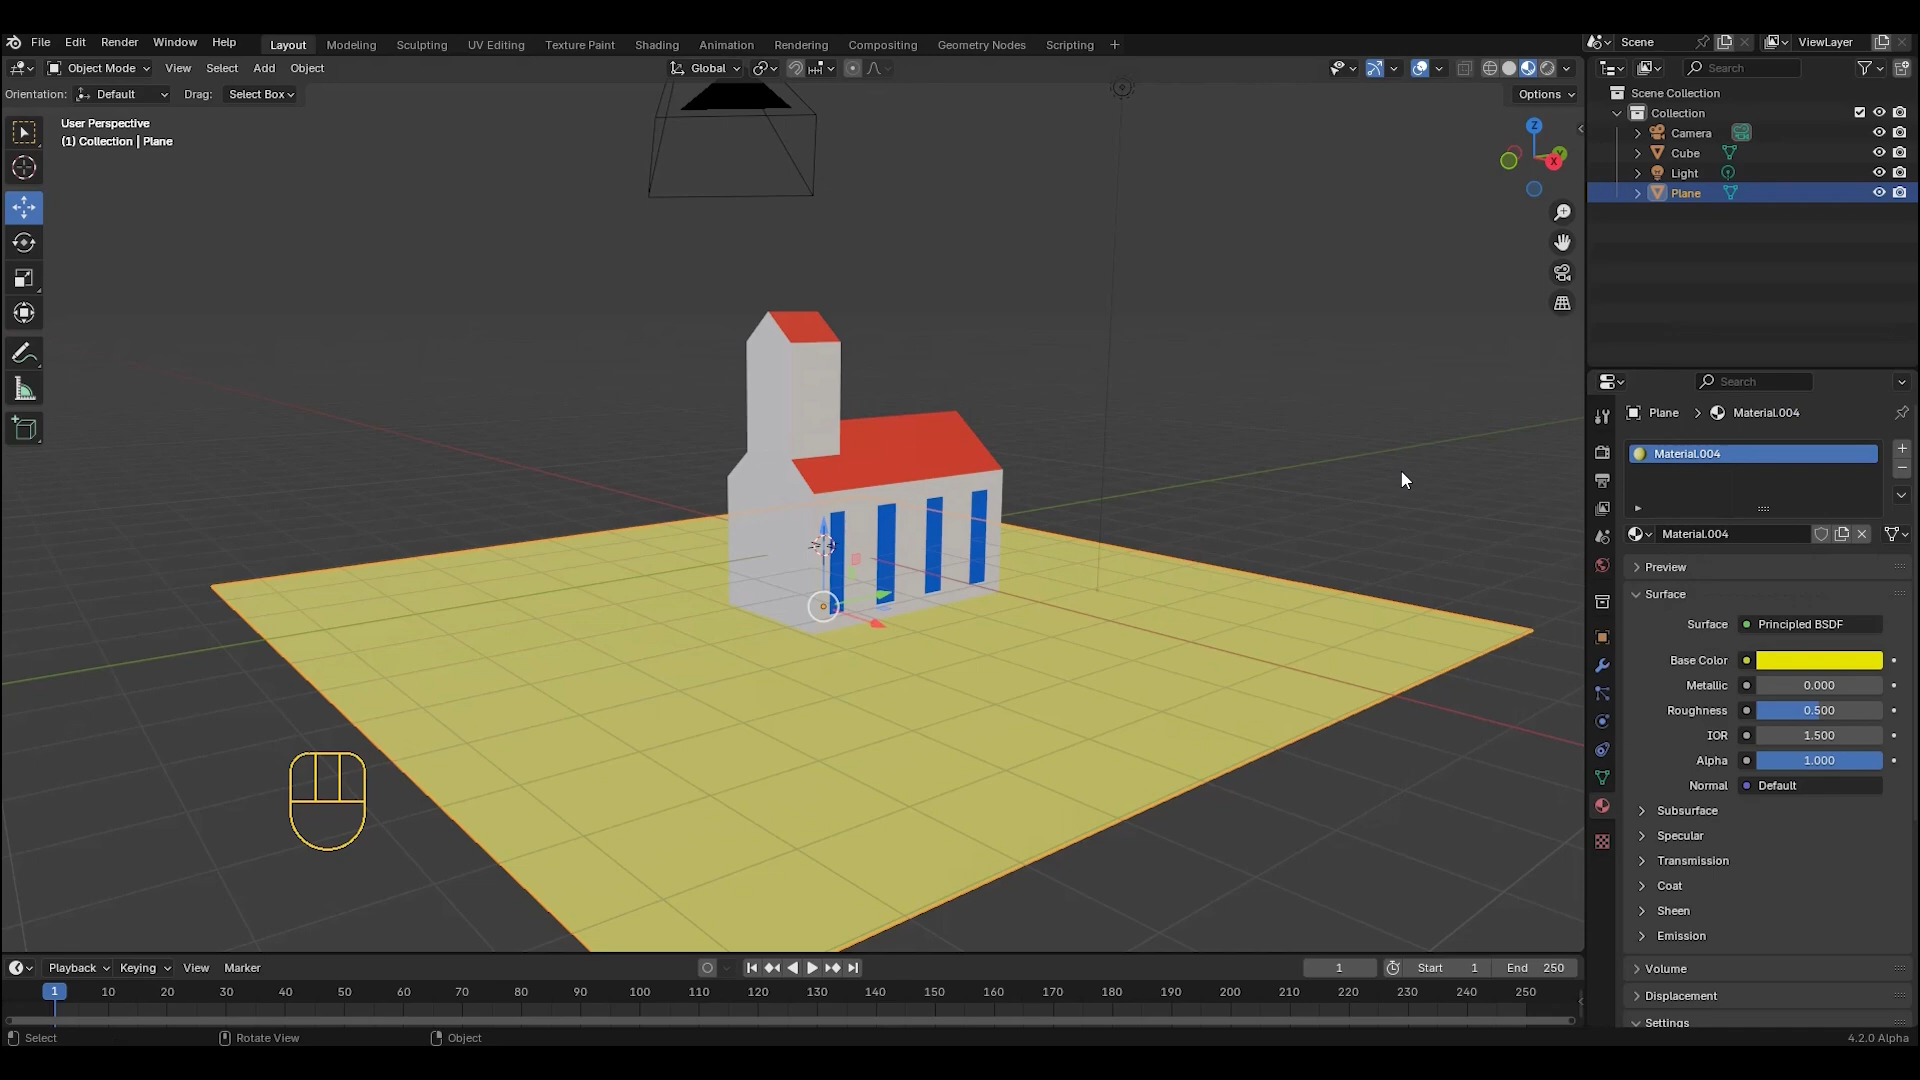 File Edit Render Window Help Layout Modeling Sculpting UV Editing Texture Paint Shading Animation Rendering Compositing Geometry Nodes Scripting + Scene ViewLayer
Object Mode View Select Add Object Global Search
Orientation: Default Drag: Select Box Options
Scene Collection
Collection
Camera
Cube
Light
Plane
User Perspective
(1) Collection | Plane
Z
Y
X
Search
Plane > Material.004
Material.004
Material.004
Preview
Surface
Surface Principled BSDF
Base Color
Metallic 0.000
Roughness 0.500
IOR 1.500
Alpha 1.000
Normal Default
Subsurface
Specular
Transmission
Coat
Sheen
Emission
Volume
Displacement
Settings
Playback Keying View Marker 1 Start 1 End 250
1 10 20 30 40 50 60 70 80 90 100 110 120 130 140 150 160 170 180 190 200 210 220 230 240 250
Select Rotate View Object 4.2.0 Alpha